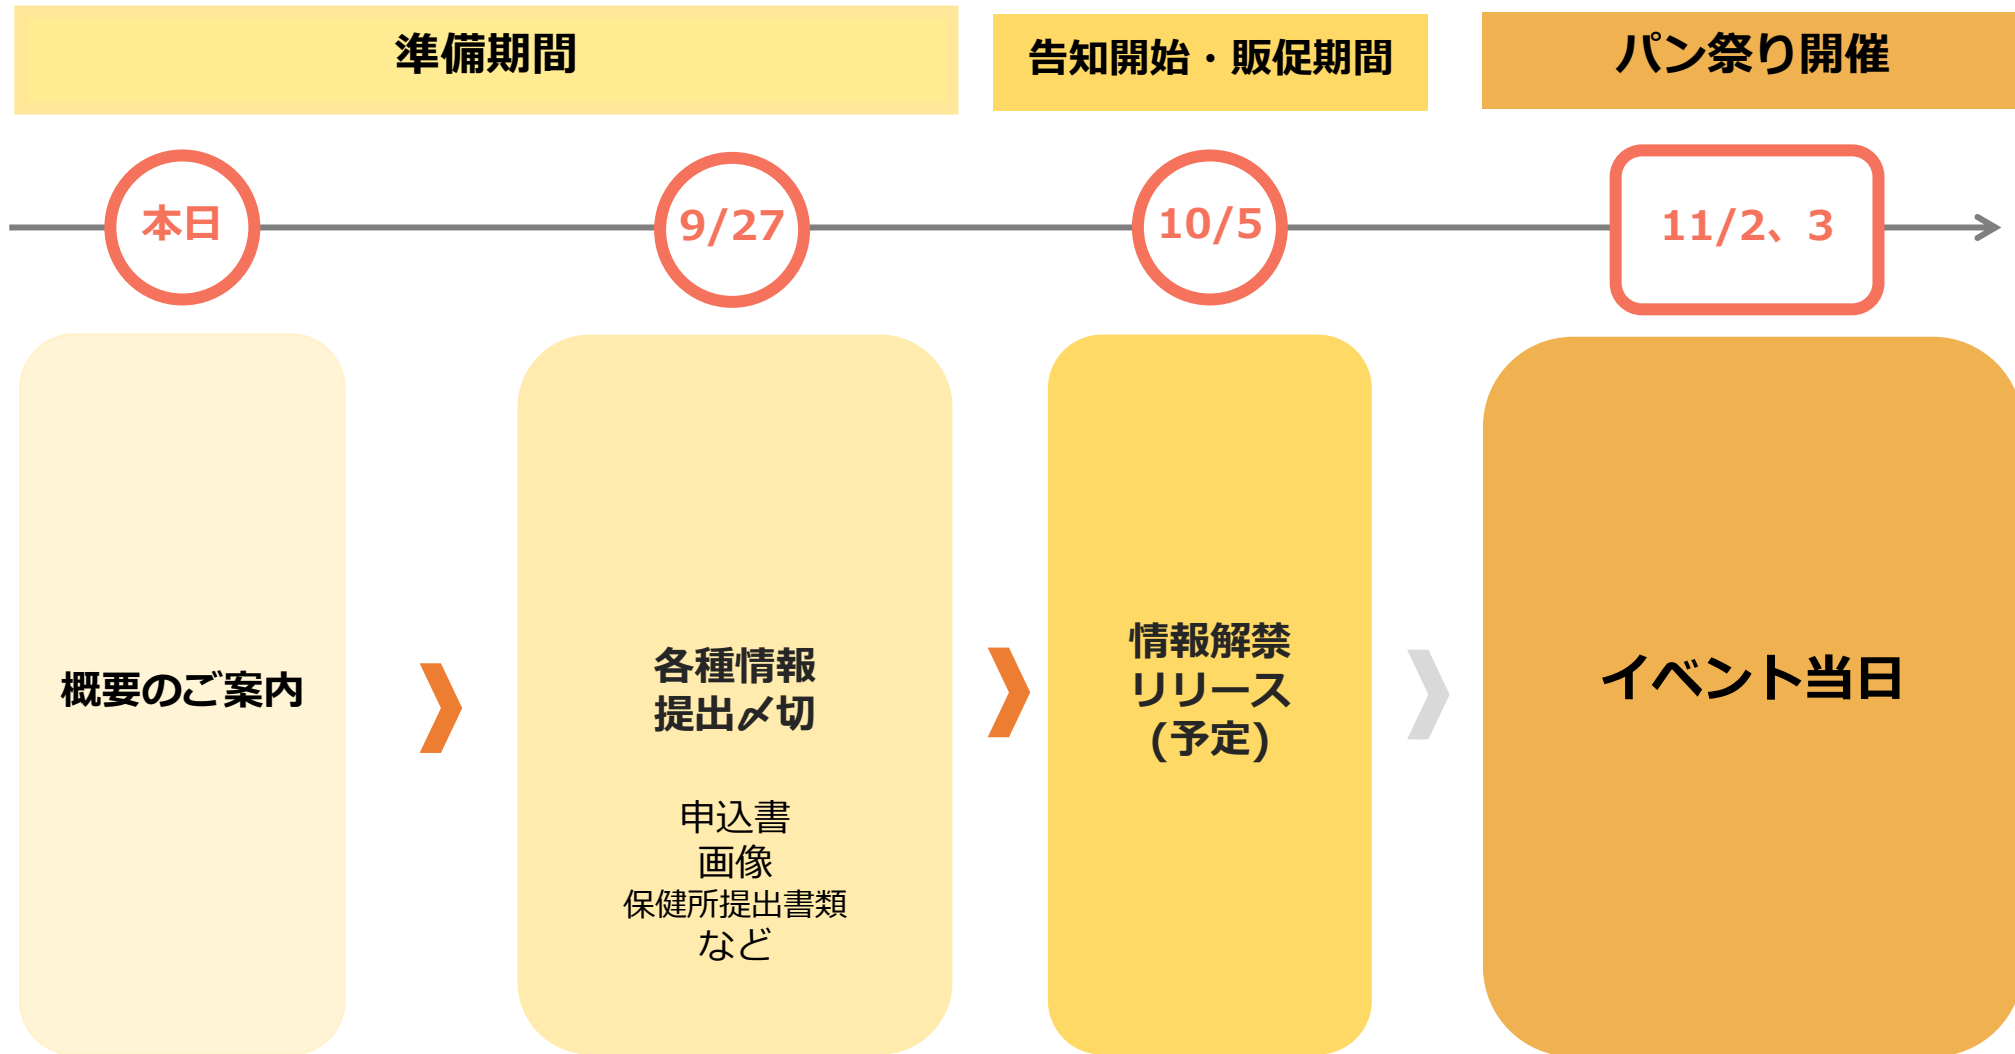 準備期間
告知開始・販促期間
パン祭り開催
本日
9/27
10/5
11/2、3
概要のご案内
各種情報
提出〆切
申込書
画像
保健所提出書類
など
情報解禁
リリース
(予定)
イベント当日